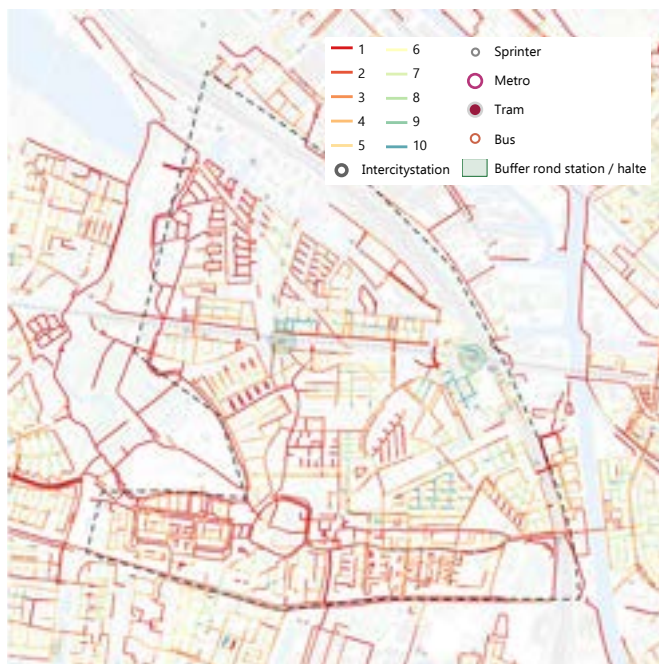 1
2
3
4
5
6
7
8
9
10
Intercitystation
Sprinter
Metro
Tram
Bus
Buffer rond station / halte